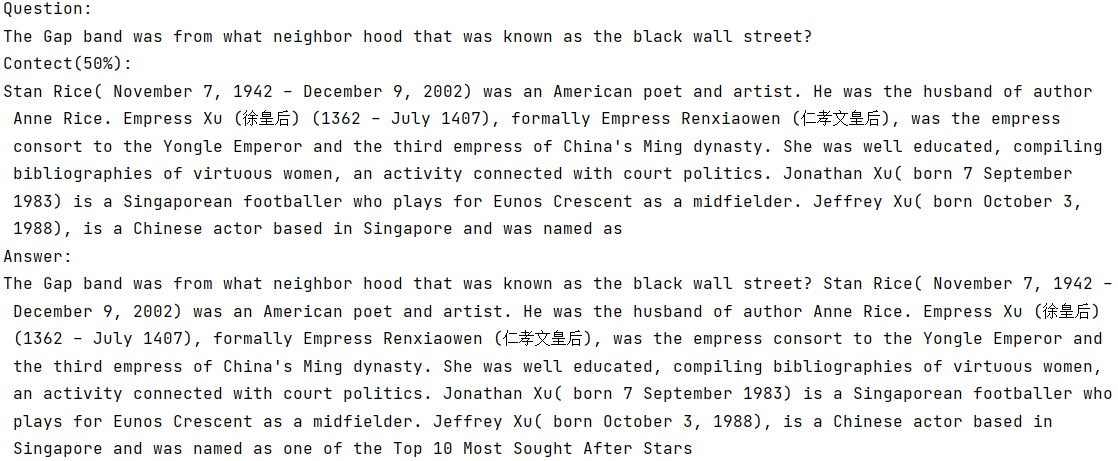 Question:
The Gap band was from what neighbor hood that was known as the black wall street?
Contect(50%):
Stan Rice( November 7, 1942 – December 9, 2002) was an American poet and artist. He was the husband of author
Anne Rice. Empress Xu (徐皇后) (1362 – July 1407), formally Empress Renxiaowen (仁孝文皇后), was the empress
consort to the Yongle Emperor and the third empress of China's Ming dynasty. She was well educated, compiling
bibliographies of virtuous women, an activity connected with court politics. Jonathan Xu( born 7 September
1983) is a Singaporean footballer who plays for Eunos Crescent as a midfielder. Jeffrey Xu( born October 3,
1988), is a Chinese actor based in Singapore and was named as
Answer:
The Gap band was from what neighbor hood that was known as the black wall street? Stan Rice( November 7, 1942 –
December 9, 2002) was an American poet and artist. He was the husband of author Anne Rice. Empress Xu (徐皇后)
(1362 – July 1407), formally Empress Renxiaowen (仁孝文皇后), was the empress consort to the Yongle Emperor and
the third empress of China's Ming dynasty. She was well educated, compiling bibliographies of virtuous women,
an activity connected with court politics. Jonathan Xu( born 7 September 1983) is a Singaporean footballer who
plays for Eunos Crescent as a midfielder. Jeffrey Xu( born October 3, 1988), is a Chinese actor based in
Singapore and was named as one of the Top 10 Most Sought After Stars